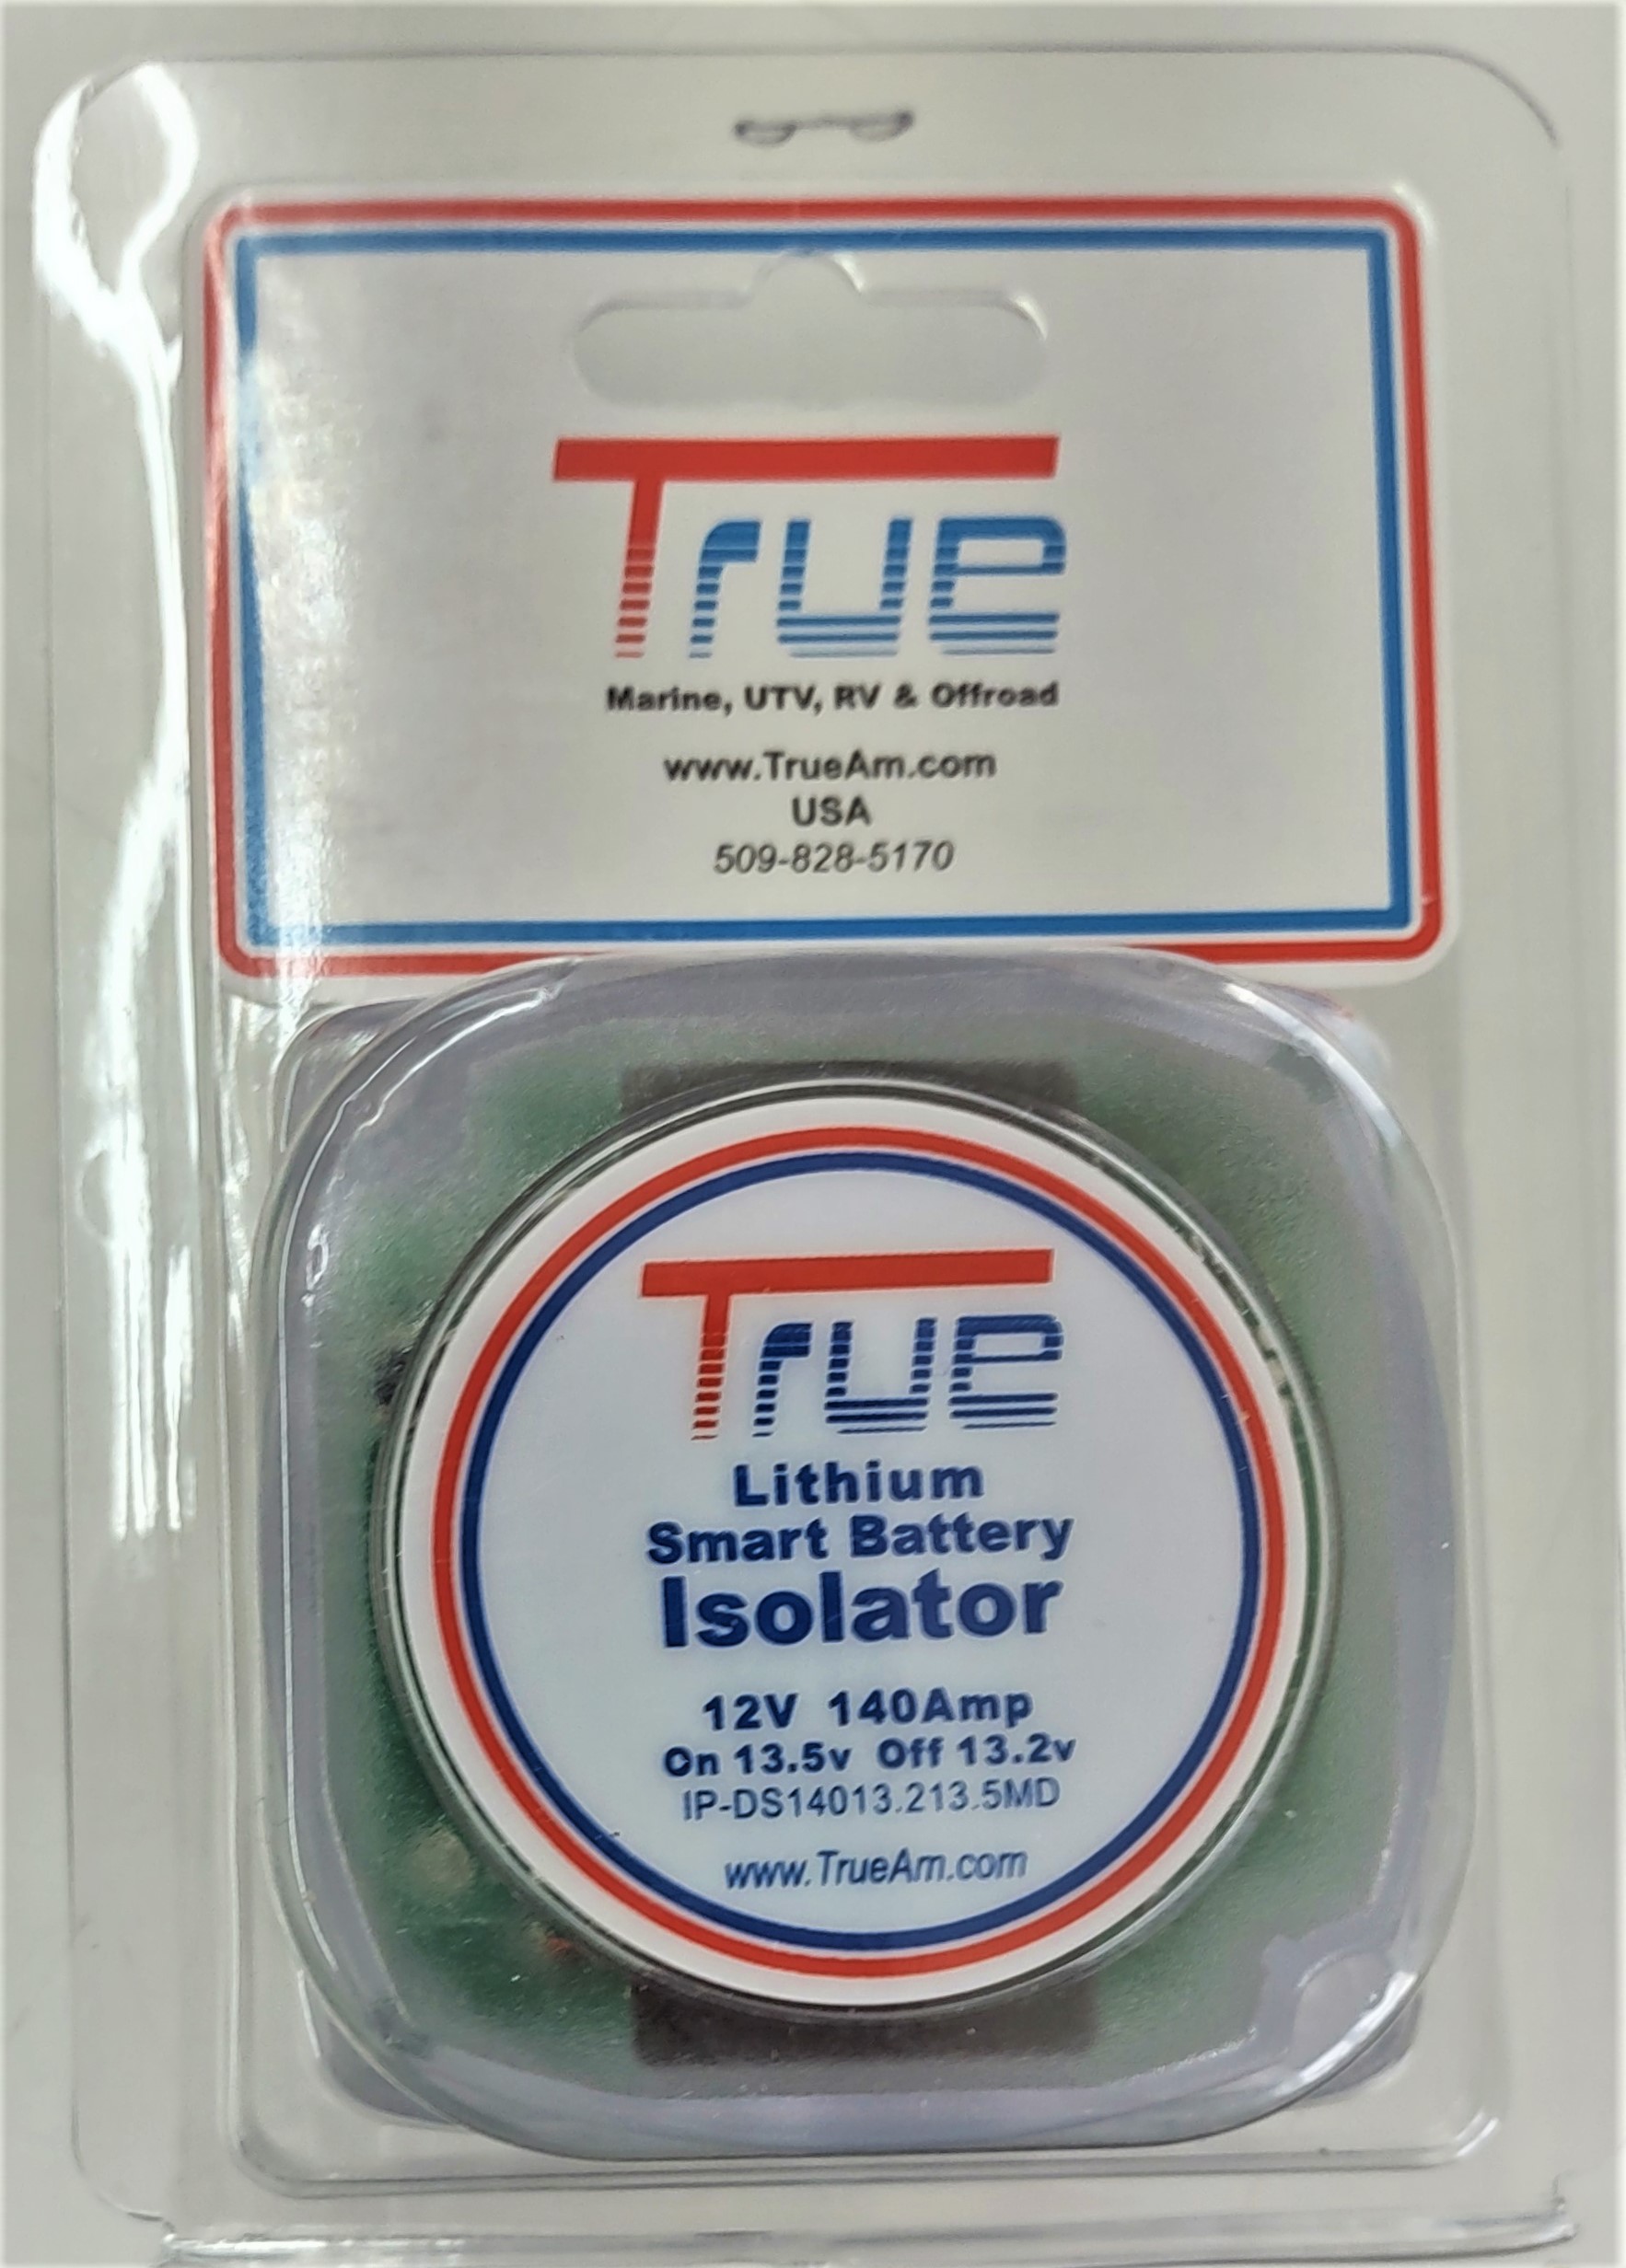 True
Marine, UTV, RV & Offroad
www.TrueAm.com
USA
509-828-5170
True
Lithium
Smart Battery
Isolator
12V 140Amp
On 13.5v Off 13.2v
IP-DS14013.213.5MD
www.TrueAm.com